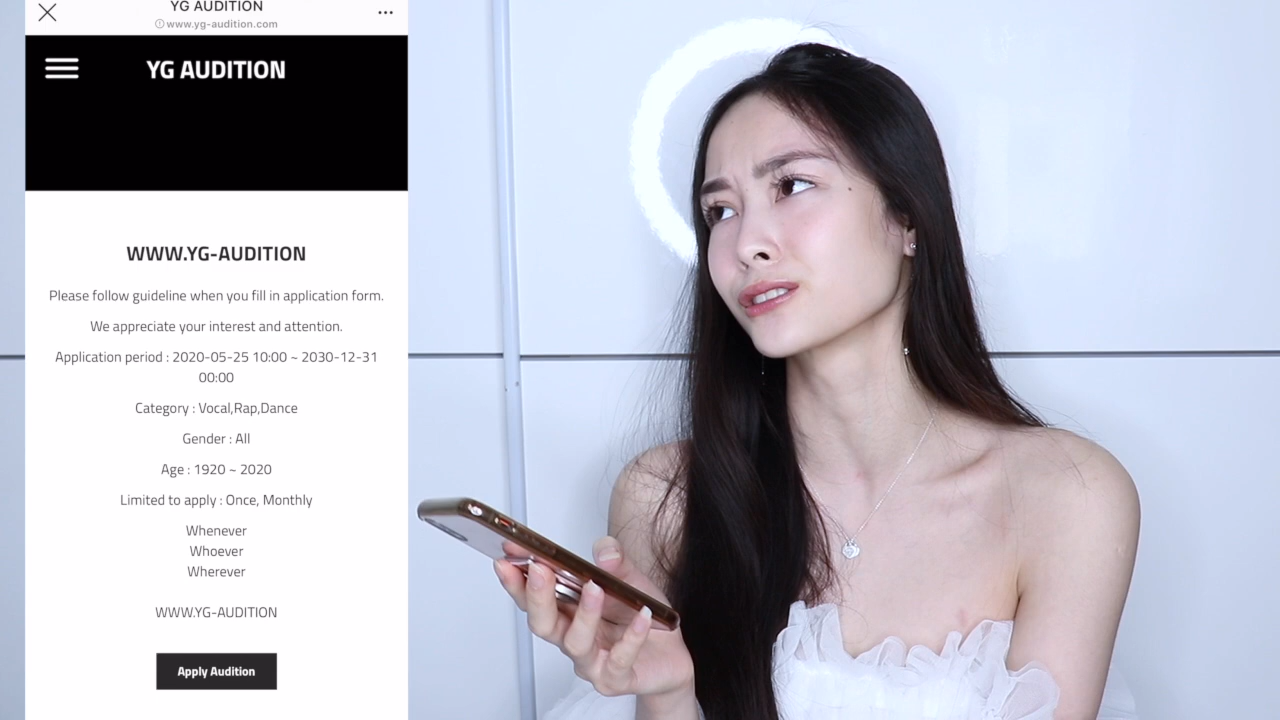 YG AUDITION
www.yg-audition.com
YG AUDITION
WWW.YG-AUDITION
Please follow guideline when you fill in application form.
We appreciate your interest and attention.
Application period : 2020-05-25 10:00 ~ 2030-12-31
00:00
Category : Vocal,Rap,Dance
Gender : All
Age : 1920 ~ 2020
Limited to apply : Once, Monthly
Whenever
Whoever
Wherever
WWW.YG-AUDITION
Apply Audition